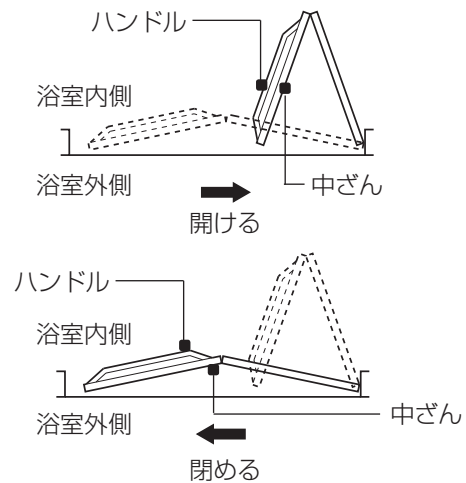 ハンドル
浴室内側
浴室外側
中ざん
開ける
ハンドル
浴室内側
中ざん
浴室外側
閉める